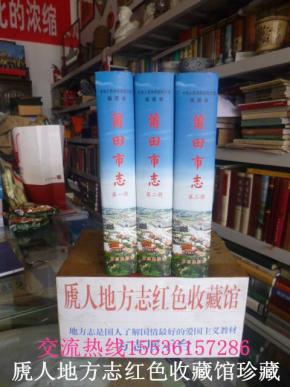 的浓缩
莆田市志
第一册
莆田市志
第二册
莆田市志
第三册
虒人地方志红色收藏馆
地方志是国人了解国情最好的爱国主义教材
交流热线15536157286
虒人地方志红色收藏馆珍藏